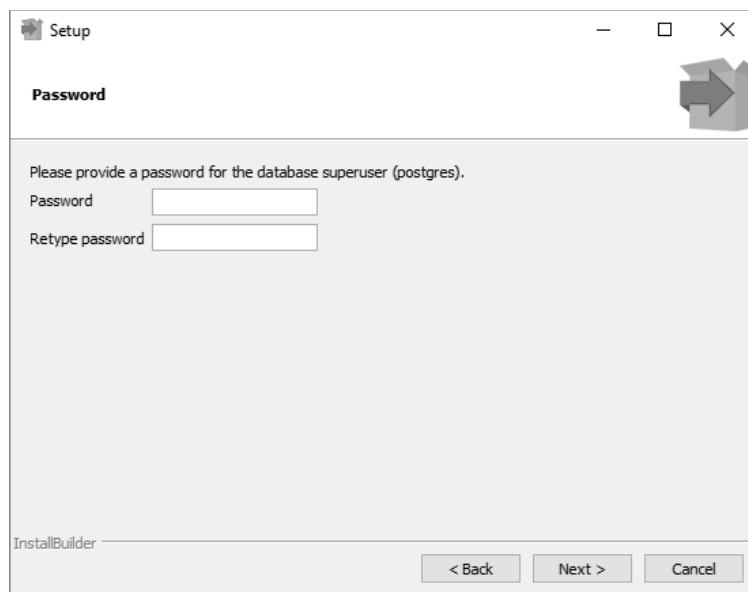 Setup
Password
Please provide a password for the database superuser (postgres).
Password
Retype password
InstallBuilder
< Back Next > Cancel